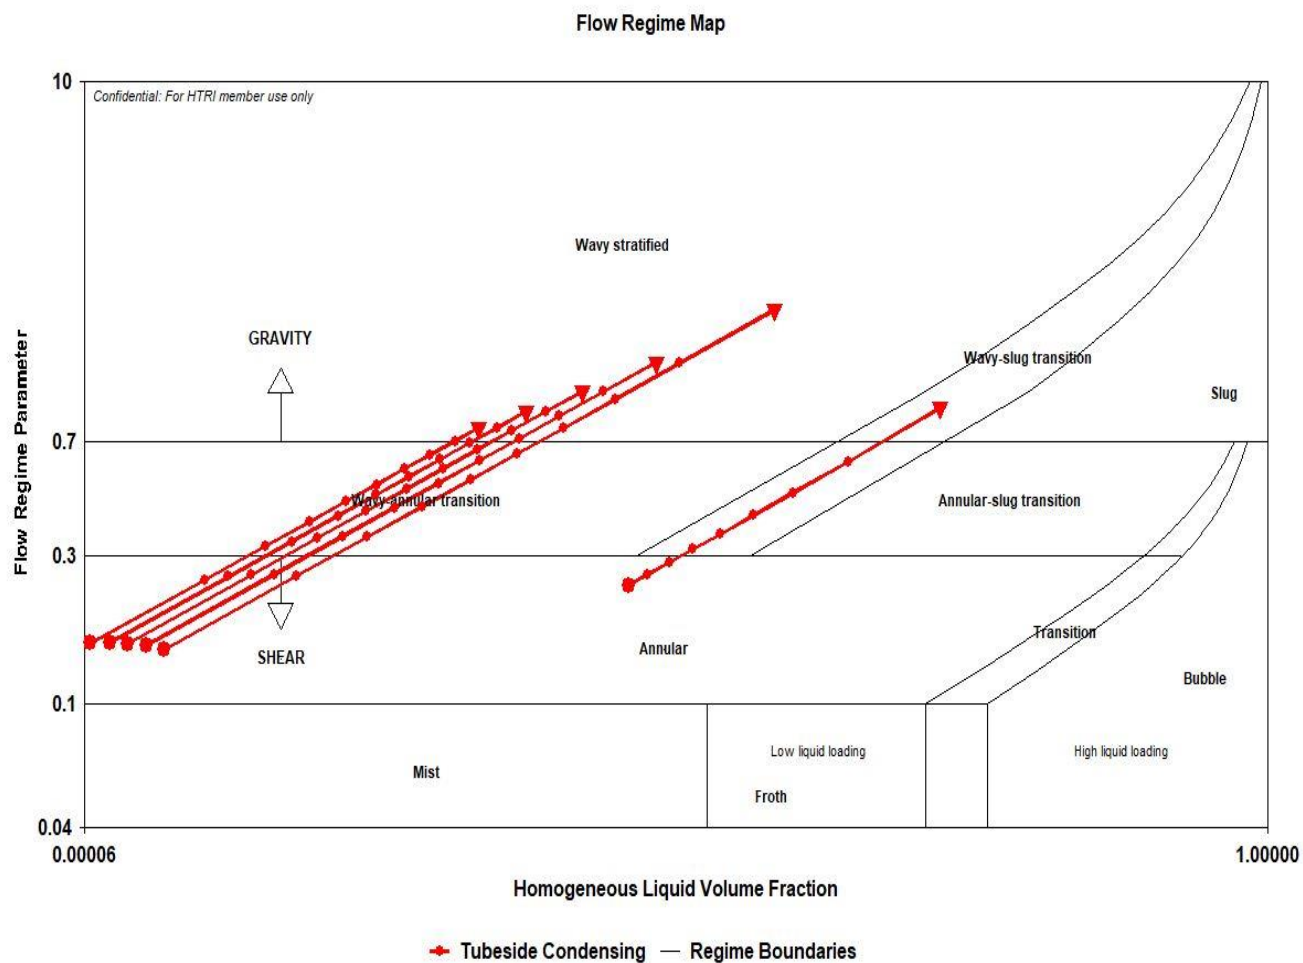 Flow Regime Map
10
Confidential: For HTRI member use only
Wavy stratified
GRAVITY
Wavy-slug transition
Slug
Flow Regime Parameter
0.7
Wavy-annular transition
Annular-slug transition
0.3
SHEAR
Annular
Transition
Bubble
0.1
Low liquid loading
High liquid loading
Mist
Froth
0.04
0.00006
1.00000
Homogeneous Liquid Volume Fraction
Tubeside Condensing
Regime Boundaries